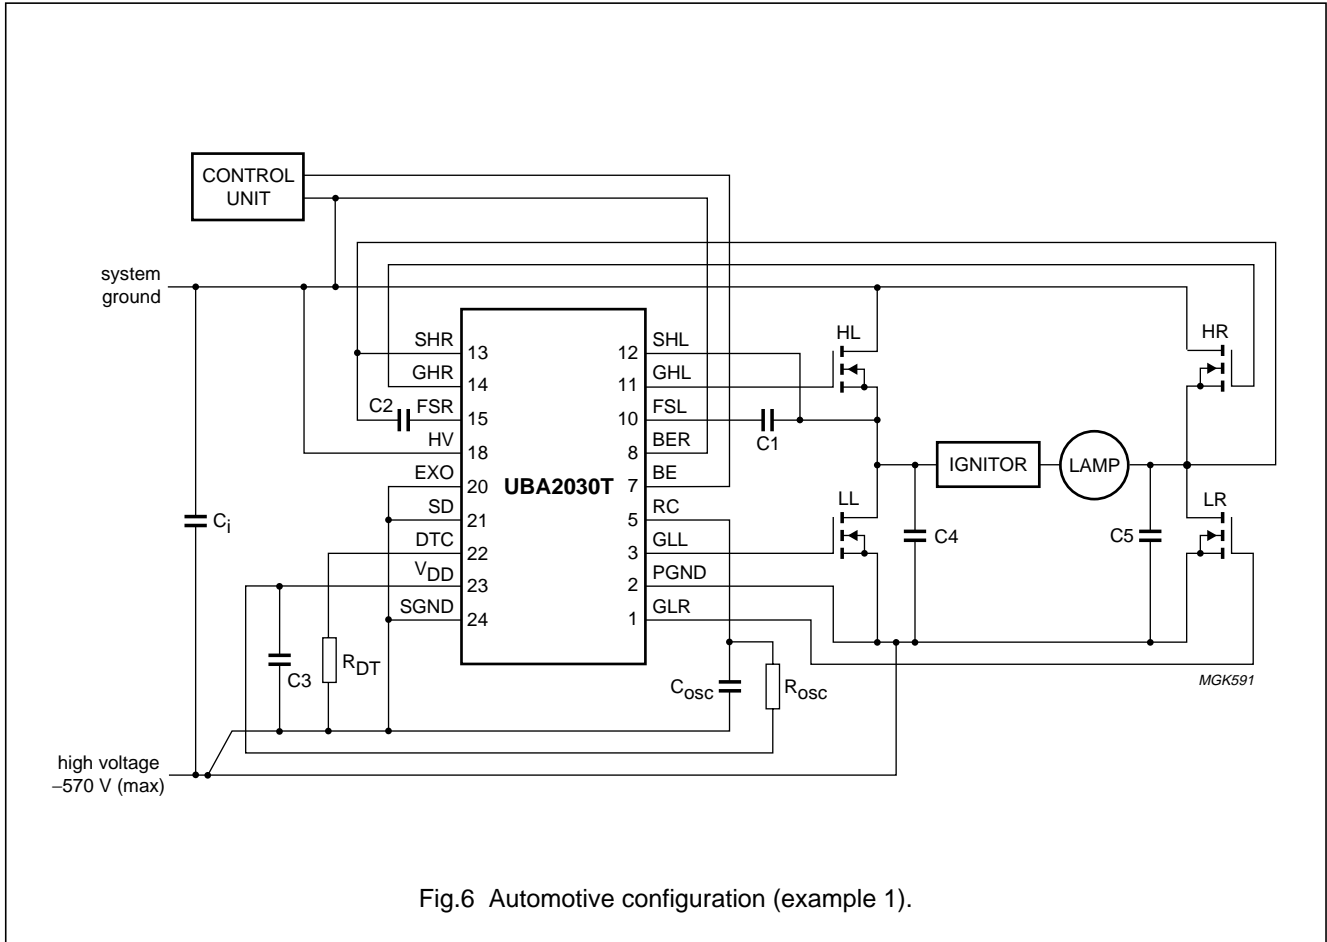 CONTROL
UNIT
system
ground
SHR
13
GHR
14
C2
FSR
15
HV
18
EXO
20
SD
21
DTC
22
VDD
23
SGND
24
UBA2030T
12
SHL
11
GHL
10
FSL
8
BER
7
BE
5
RC
3
GLL
2
PGND
1
GLR
C1
HL
HR
IGNITOR
LAMP
LL
LR
C4
C5
Ci
C3
RDT
Cosc
Rosc
MGK591
high voltage
−570 V (max)
Fig.6 Automotive configuration (example 1).